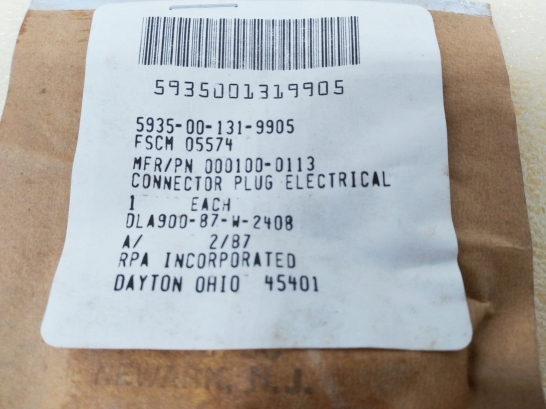 5935001319905
5935-00-131-9905
FSCM 05574
MFR/PN 000100-0113
CONNECTOR PLUG ELECTRICAL
1 EACH
DLA900-87-W-2408
A/ 2/87
RPA INCORPORATED
DAYTON OHIO 45401
NEWARK, N.J.